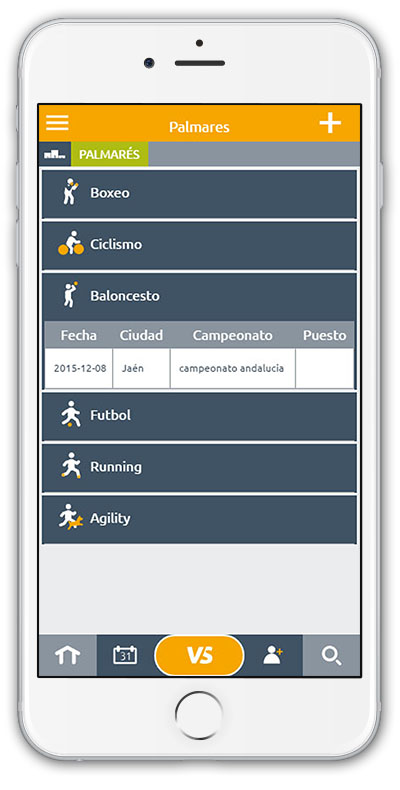 Palmares
PALMARÉS
Boxeo
Ciclismo
Baloncesto
Fecha Ciudad Campeonato Puesto
2015-12-08 Jaén campeonato andalucía
Futbol
Running
Agility
31 VS